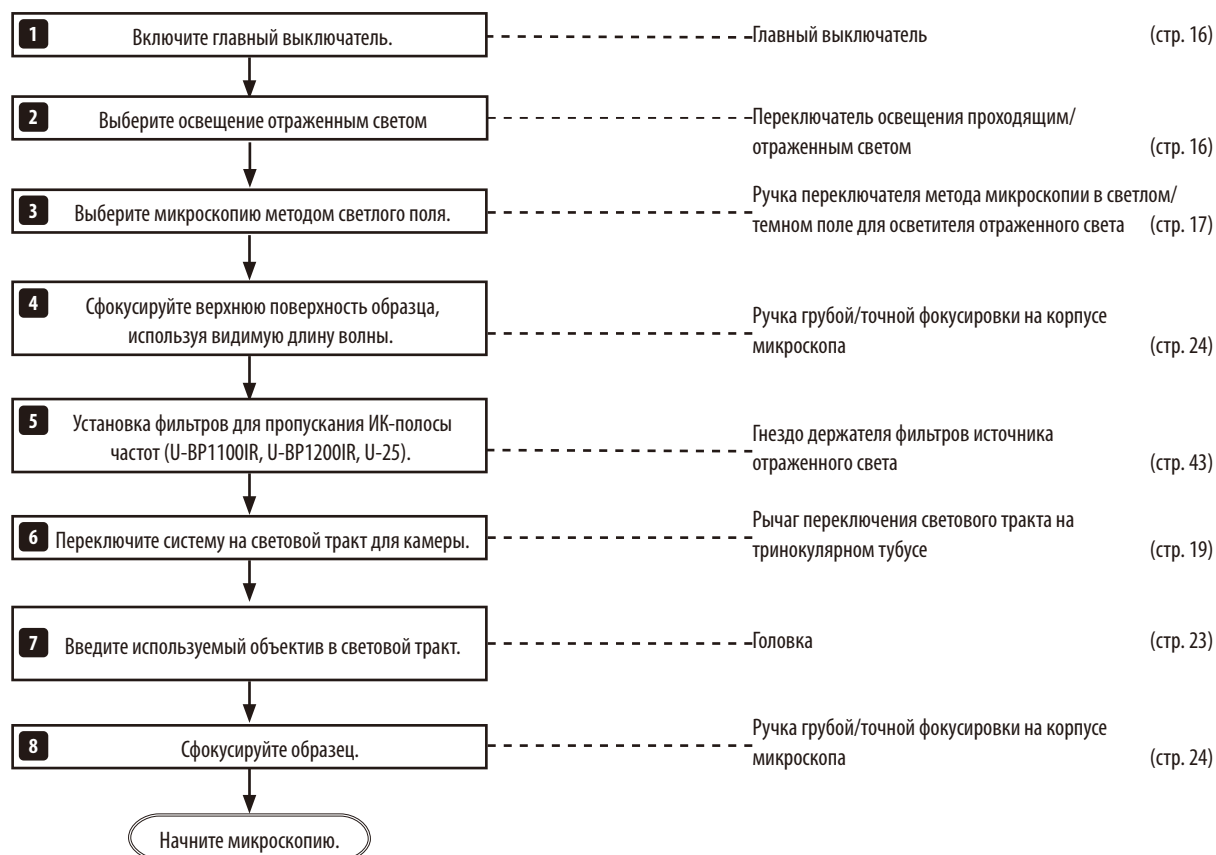 1 Включите главный выключатель.
Главный выключатель (стр. 16)
2 Выберите освещение отраженным светом
Переключатель освещения проходящим/
отраженным светом (стр. 16)
3 Выберите микроскопию методом светлого поля.
Ручка переключателя метода микроскопии в светлом/
темном поле для осветителя отраженного света (стр. 17)
4 Сфокусируйте верхнюю поверхность образца,
используя видимую длину волны.
Ручка грубой/точной фокусировки на корпусе
микроскопа (стр. 24)
5 Установка фильтров для пропускания ИК-полосы
частот (U-BP1100IR, U-BP1200IR, U-25).
Гнездо держателя фильтров источника
отраженного света (стр. 43)
6 Переключите систему на световой тракт для камеры.
Рычаг переключения светового тракта на
тринокулярном тубусе (стр. 19)
7 Введите используемый объектив в световой тракт.
Головка (стр. 23)
8 Сфокусируйте образец.
Ручка грубой/точной фокусировки на корпусе
микроскопа (стр. 24)
Начните микроскопию.